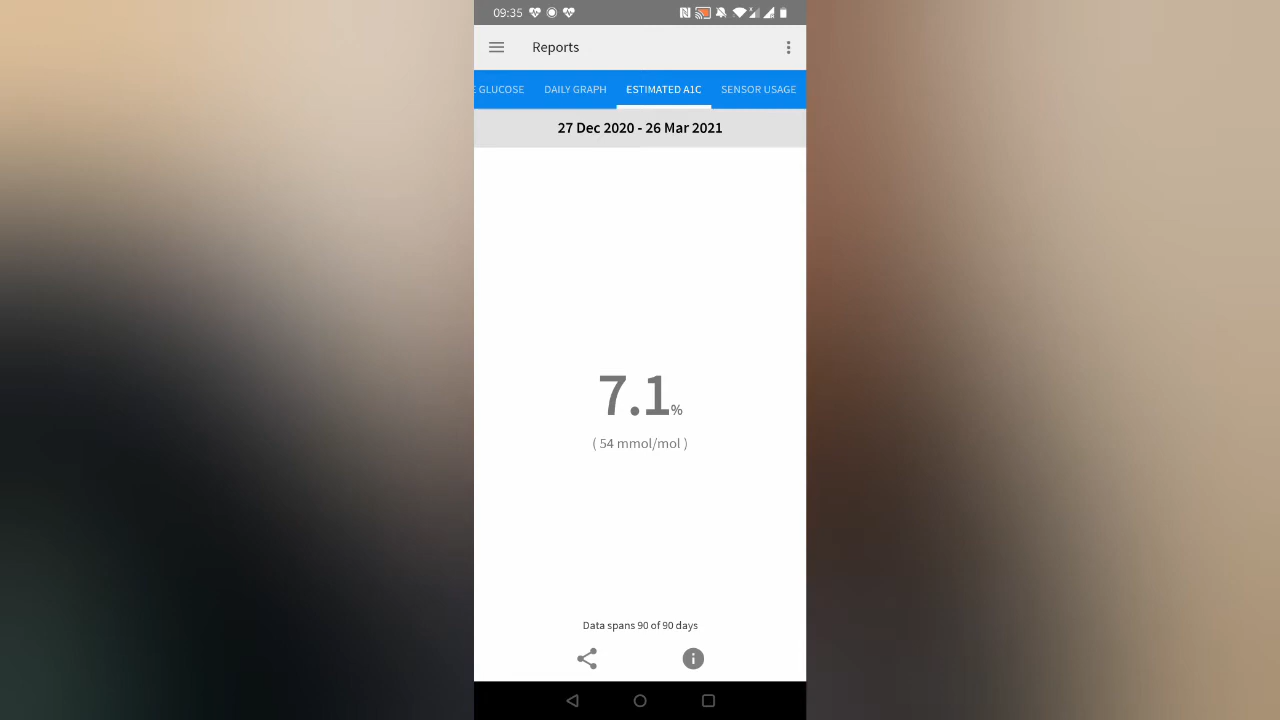 09:35
Reports
E GLUCOSE DAILY GRAPH ESTIMATED A1C SENSOR USAGE
27 Dec 2020 - 26 Mar 2021
7.1%
( 54 mmol/mol )
Data spans 90 of 90 days